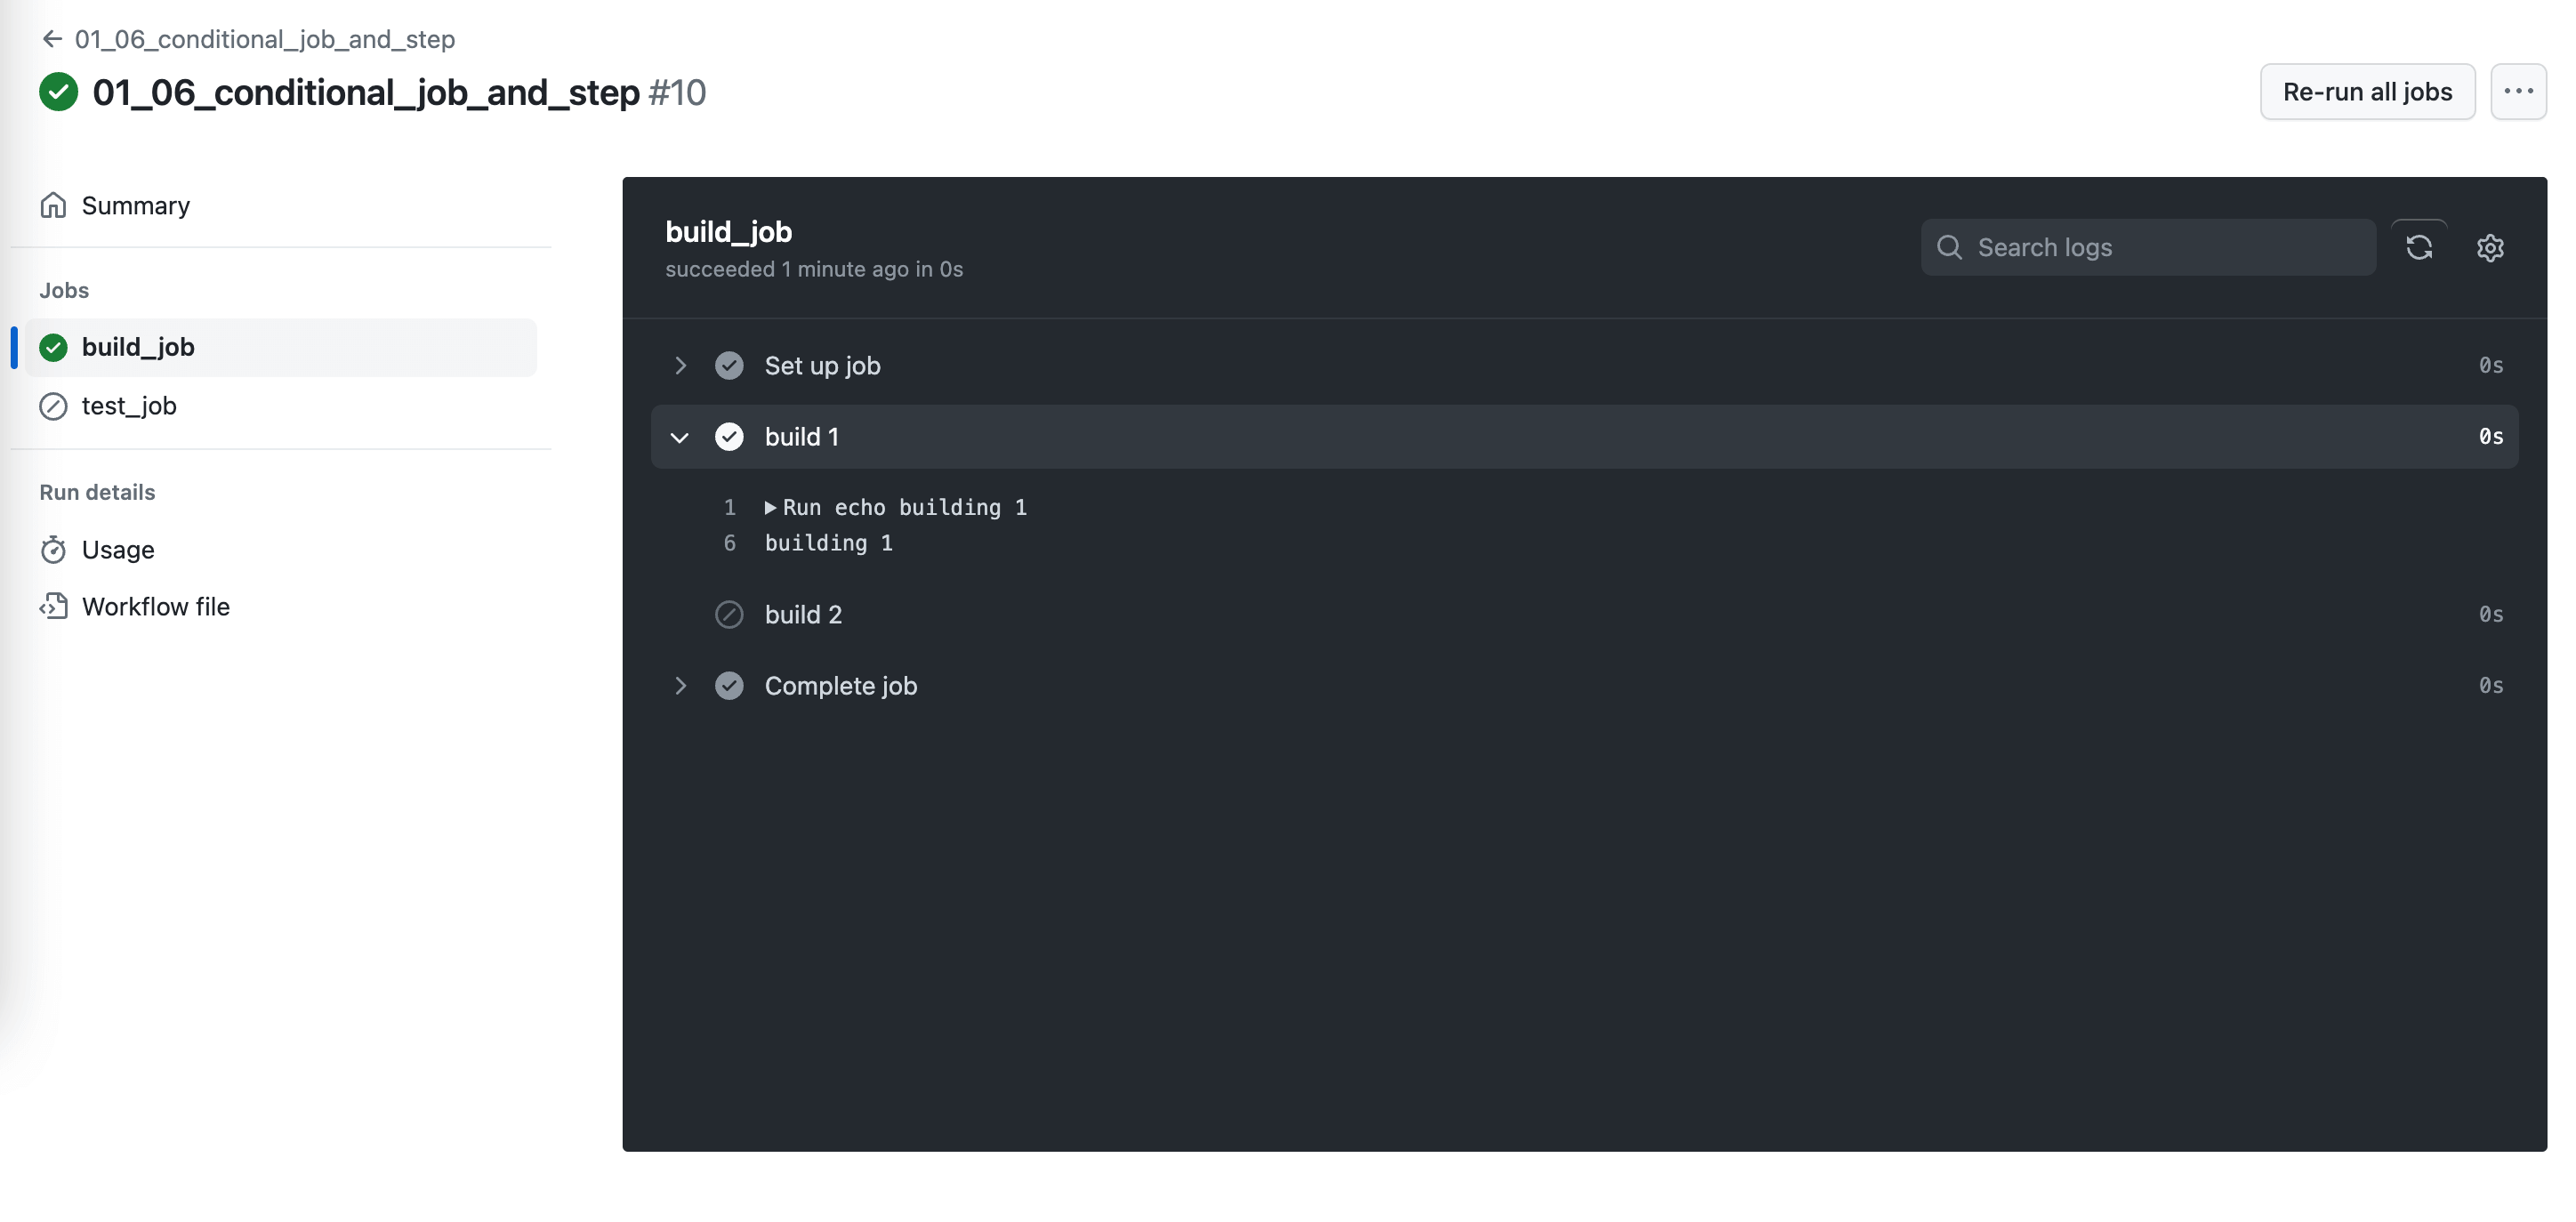 01_06_conditional_job_and_step
01_06_conditional_job_and_step #10
Re-run all jobs
Summary
Jobs
build_job
test_job
Run details
Usage
Workflow file
build_job
succeeded 1 minute ago in 0s
Search logs
Set up job 0s
build 1 0s
1 Run echo building 1
6 building 1
build 2 0s
Complete job 0s